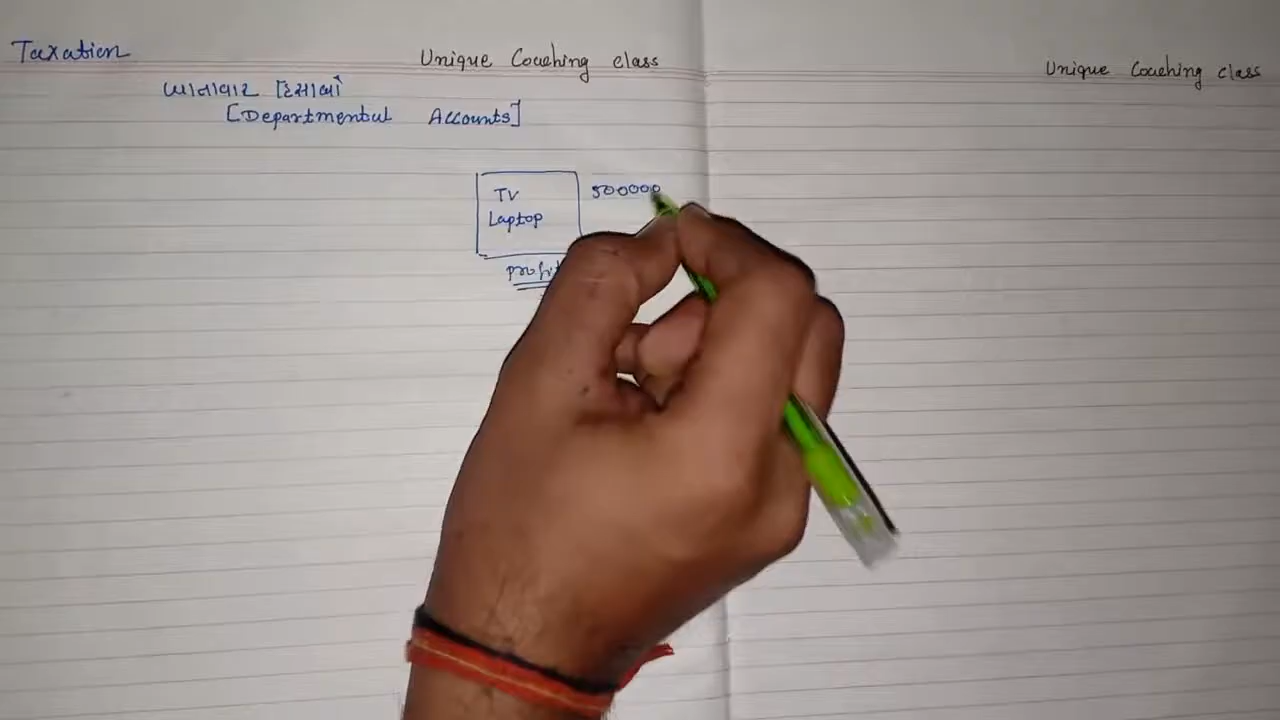 Taxation
Unique Coaching class
Unique Coaching class
ખાતાવાર હિસાબો
[Departmental Accounts]
TV
Laptop
500000